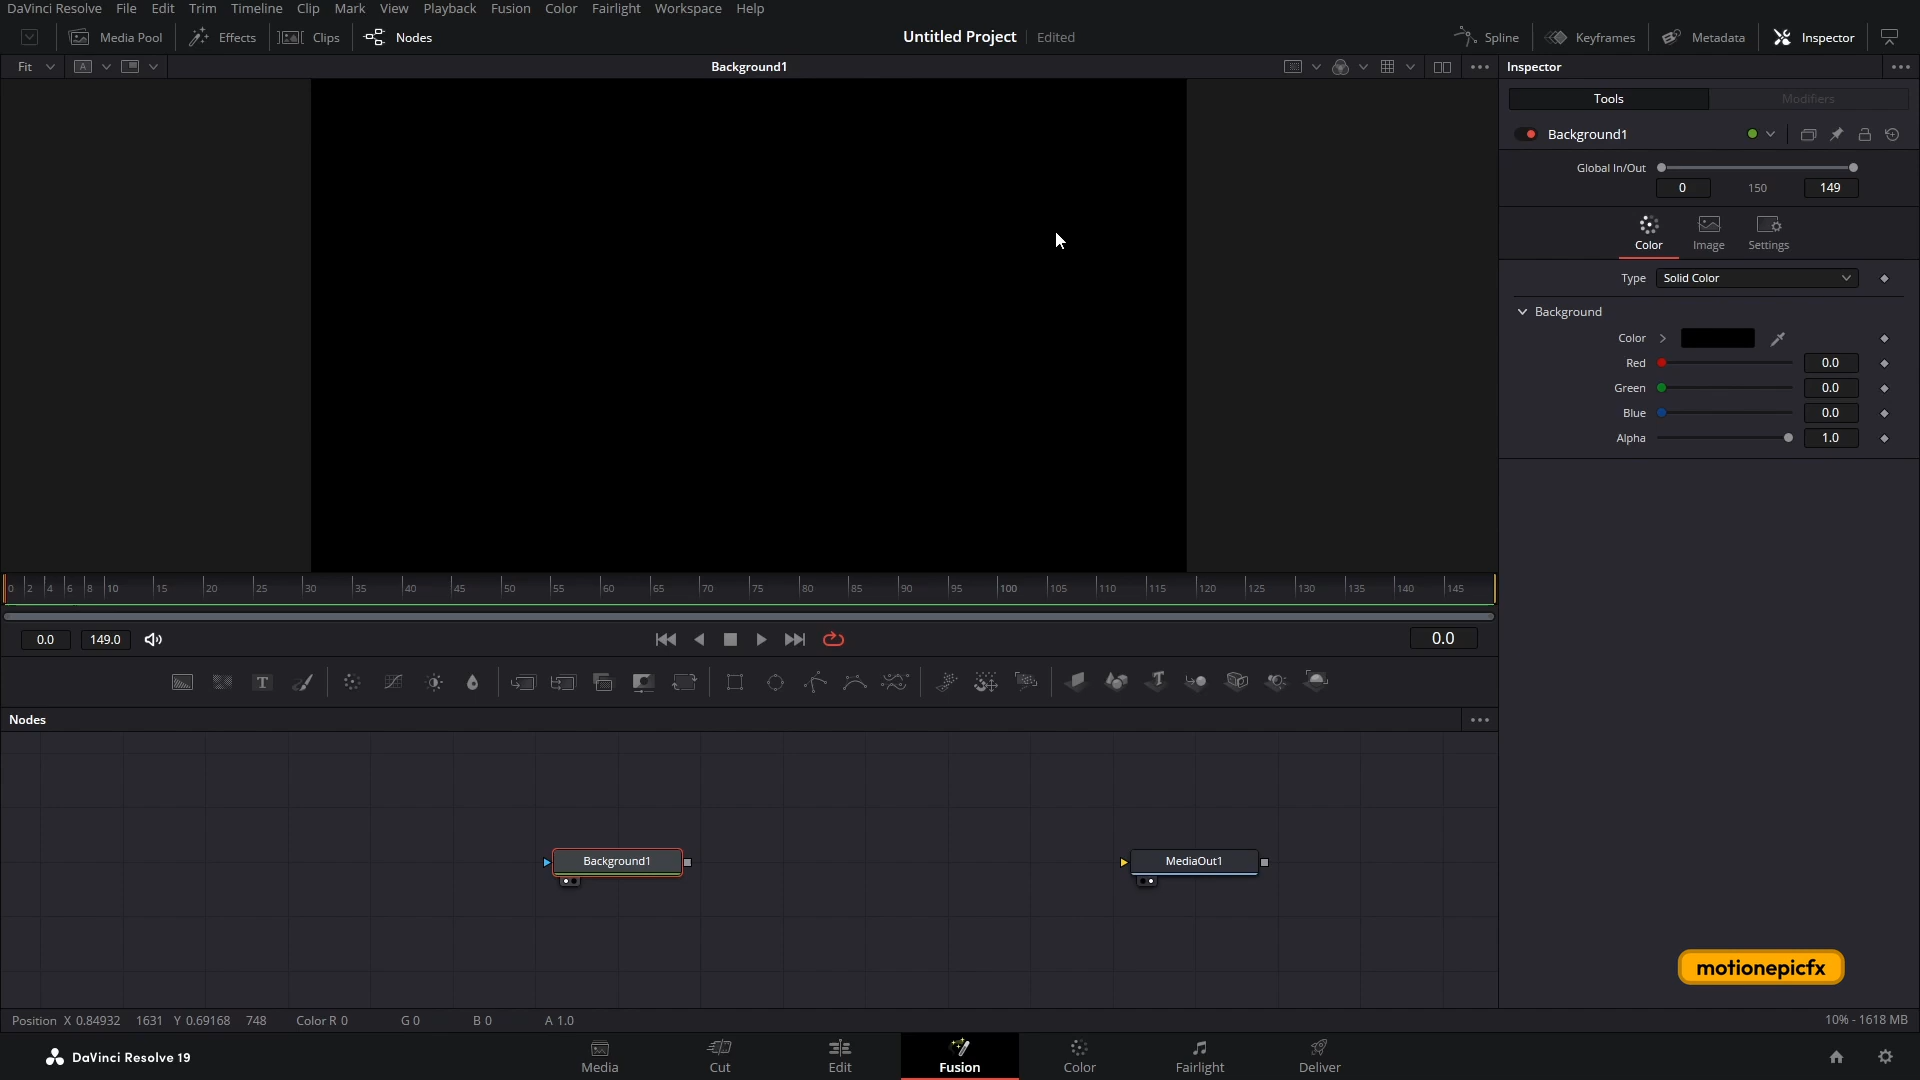 DaVinci Resolve File Edit Trim Timeline Clip Mark View Playback Fusion Color Fairlight Workspace Help
Media Pool Effects Clips Nodes Untitled Project Edited Spline Keyframes Metadata Inspector
Fit A Background1 Inspector
Tools Modifiers
Background1
Global In/Out
0 150 149
Color Image Settings
Type Solid Color
Background
Color
Red 0.0
Green 0.0
Blue 0.0
Alpha 1.0
0 2 4 6 8 10 15 20 25 30 35 40 45 50 55 60 65 70 75 80 85 90 95 100 105 110 115 120 125 130 135 140 145
0.0 149.0 0.0
T
Nodes
Background1 MediaOut1
motionepicfx
Position X 0.84932 1631 Y 0.69168 748 Color R 0 G 0 B 0 A 1.0 10% - 1618 MB
DaVinci Resolve 19 Media Cut Edit Fusion Color Fairlight Deliver